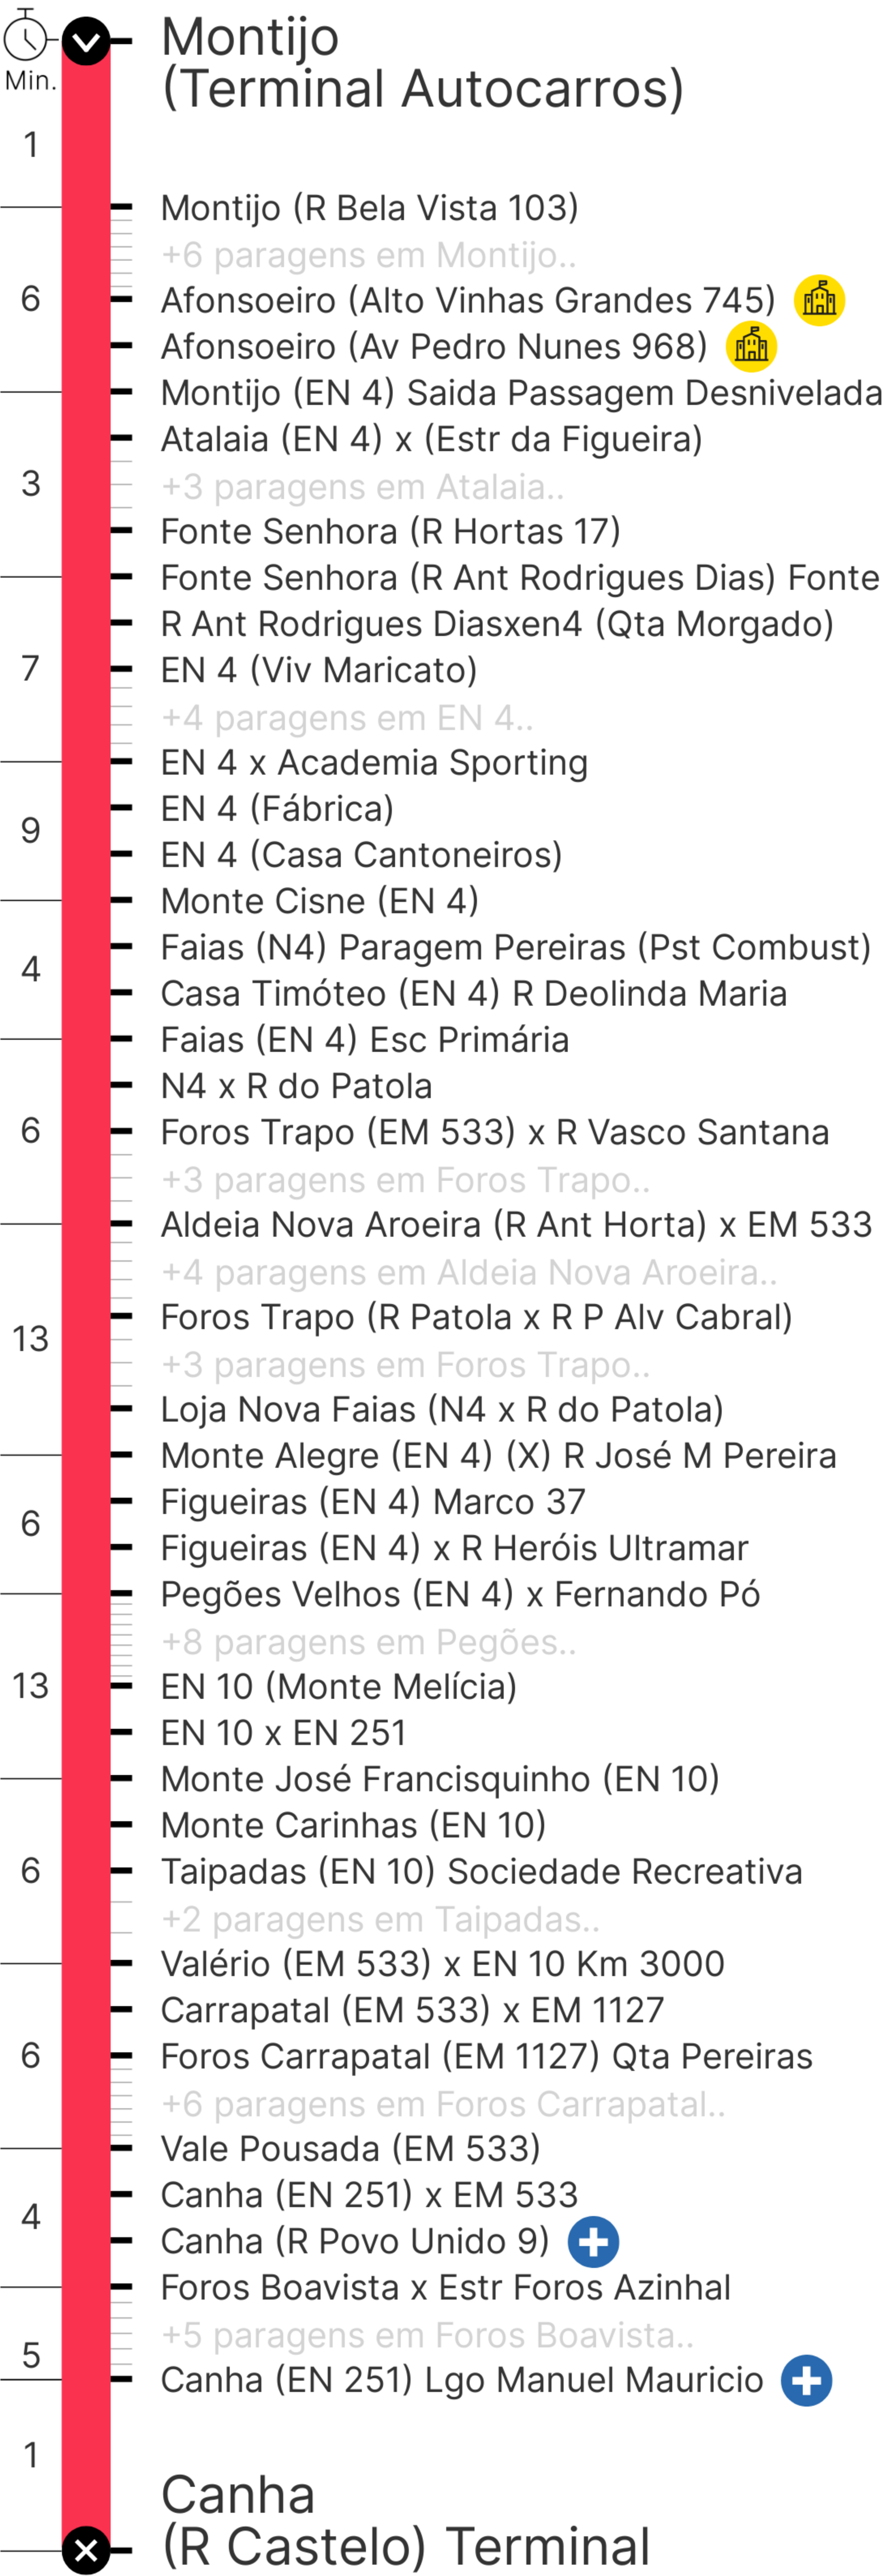 Montijo
(Terminal Autocarros)
Min.
1
Montijo (R Bela Vista 103)
+6 paragens em Montijo..
6
Afonsoeiro (Alto Vinhas Grandes 745)
Afonsoeiro (Av Pedro Nunes 968)
Montijo (EN 4) Saida Passagem Desnivelada
Atalaia (EN 4) x (Estr da Figueira)
3
+3 paragens em Atalaia..
Fonte Senhora (R Hortas 17)
Fonte Senhora (R Ant Rodrigues Dias) Fonte
R Ant Rodrigues Diasxen4 (Qta Morgado)
7
EN 4 (Viv Maricato)
+4 paragens em EN 4..
EN 4 x Academia Sporting
EN 4 (Fábrica)
9
EN 4 (Casa Cantoneiros)
Monte Cisne (EN 4)
Faias (N4) Paragem Pereiras (Pst Combust)
4
Casa Timóteo (EN 4) R Deolinda Maria
Faias (EN 4) Esc Primária
N4 x R do Patola
6
Foros Trapo (EM 533) x R Vasco Santana
+3 paragens em Foros Trapo..
Aldeia Nova Aroeira (R Ant Horta) x EM 533
+4 paragens em Aldeia Nova Aroeira..
Foros Trapo (R Patola x R P Alv Cabral)
13
+3 paragens em Foros Trapo..
Loja Nova Faias (N4 x R do Patola)
Monte Alegre (EN 4) (X) R José M Pereira
Figueiras (EN 4) Marco 37
6
Figueiras (EN 4) x R Heróis Ultramar
Pegões Velhos (EN 4) x Fernando Pó
+8 paragens em Pegões..
13
EN 10 (Monte Melícia)
EN 10 x EN 251
Monte José Francisquinho (EN 10)
Monte Carinhas (EN 10)
6
Taipadas (EN 10) Sociedade Recreativa
+2 paragens em Taipadas..
Valério (EM 533) x EN 10 Km 3000
Carrapatal (EM 533) x EM 1127
6
Foros Carrapatal (EM 1127) Qta Pereiras
+6 paragens em Foros Carrapatal..
Vale Pousada (EM 533)
Canha (EN 251) x EM 533
4
Canha (R Povo Unido 9)
Foros Boavista x Estr Foros Azinhal
+5 paragens em Foros Boavista..
5
Canha (EN 251) Lgo Manuel Mauricio
1
Canha
(R Castelo) Terminal